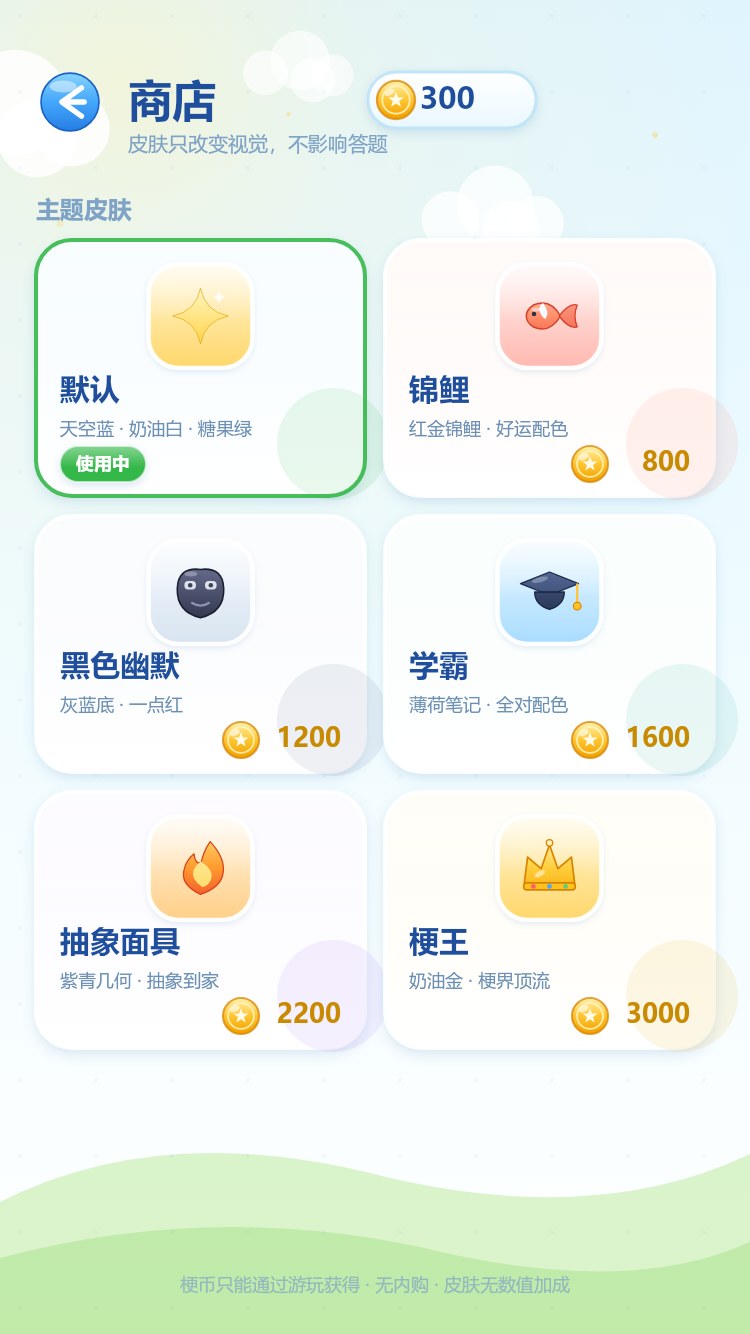 商店
300
皮肤只改变视觉，不影响答题
主题皮肤
默认
天空蓝 · 奶油白 · 糖果绿
使用中
锦鲤
红金锦鲤 · 好运配色
800
黑色幽默
灰蓝底 · 一点红
1200
学霸
薄荷笔记 · 全对配色
1600
抽象面具
紫青几何 · 抽象到家
2200
梗王
奶油金 · 梗界顶流
3000
梗币只能通过游玩获得 · 无内购 · 皮肤无数值加成